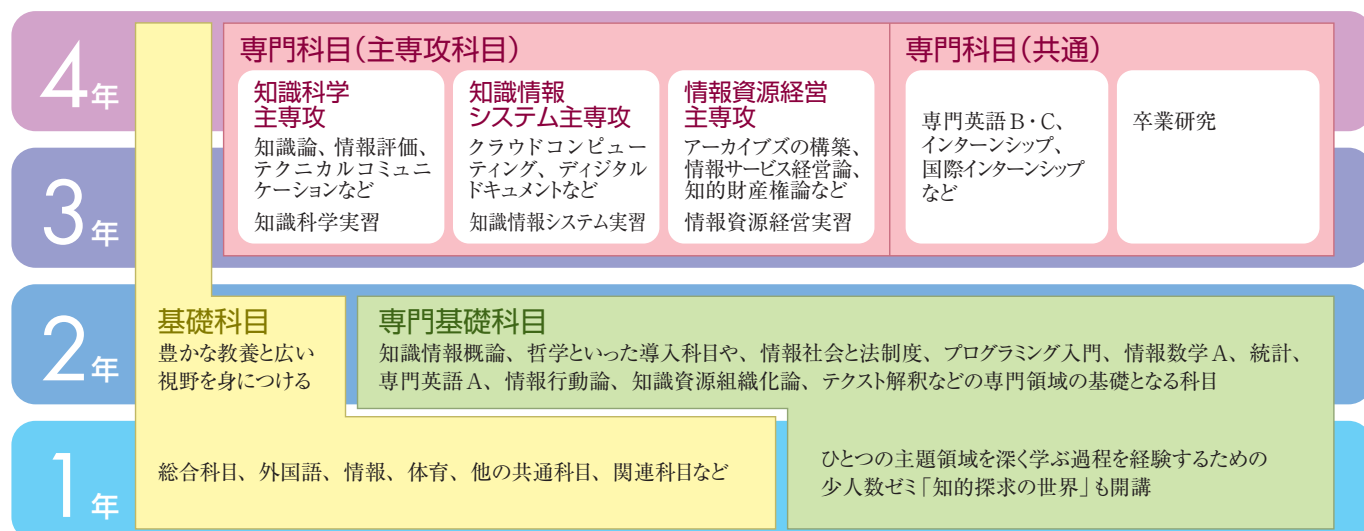 4年
専門科目(主専攻科目)
知識科学
主専攻
知識論、情報評価、
テクニカルコミュニ
ケーションなど
知識科学実習
知識情報
システム主専攻
クラウドコンピュー
ティング、ディジタル
ドキュメントなど
知識情報システム実習
情報資源経営
主専攻
アーカイブズの構築、
情報サービス経営論、
知的財産権論など
情報資源経営実習
専門科目(共通)
専門英語B・C、
インターンシップ、
国際インターンシップ
など
卒業研究
3年
2年
基礎科目
豊かな教養と広い
視野を身につける
専門基礎科目
知識情報概論、哲学といった導入科目や、情報社会と法制度、プログラミング入門、情報数学A、統計、
専門英語A、情報行動論、知識資源組織化論、テクスト解釈などの専門領域の基礎となる科目
1年
総合科目、外国語、情報、体育、他の共通科目、関連科目など
ひとつの主題領域を深く学ぶ過程を経験するための
少人数ゼミ「知的探求の世界」も開講